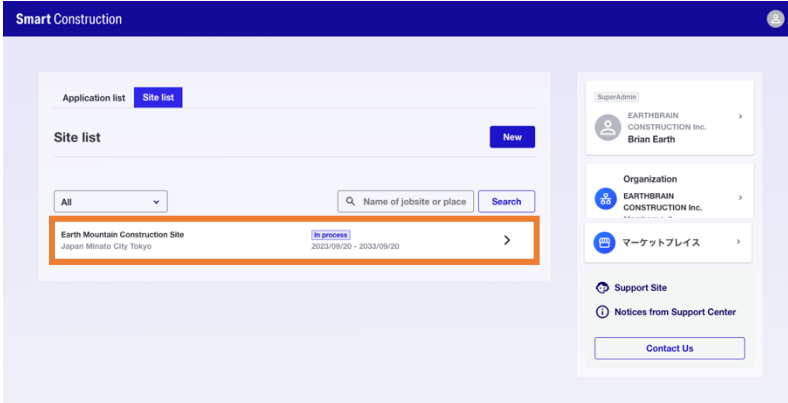 Smart Construction
Application list
Site list
Site list
New
All
Name of jobsite or place
Search
Earth Mountain Construction Site
Japan Minato City Tokyo
In process
2023/09/20 - 2033/09/20
SuperAdmin
EARTHBRAIN
CONSTRUCTION Inc.
Brian Earth
Organization
EARTHBRAIN
CONSTRUCTION Inc.
マーケットプレイス
Support Site
Notices from Support Center
Contact Us